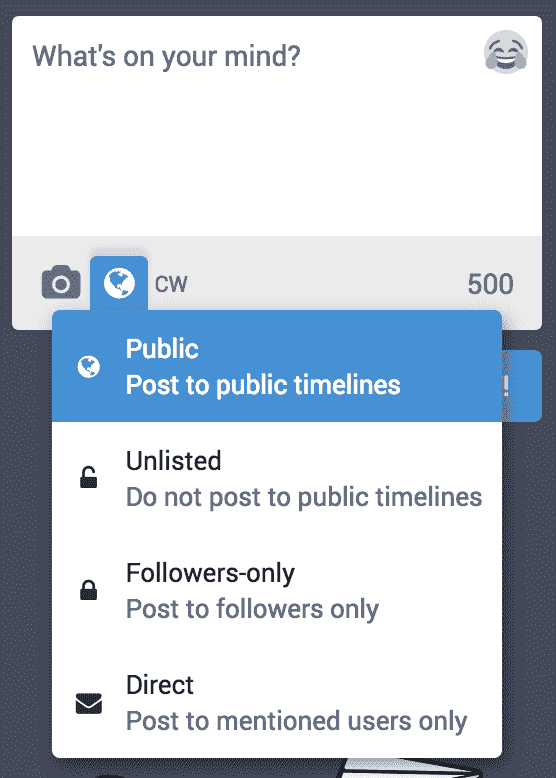 What's on your mind?
CW
500
Public
Post to public timelines
!
Unlisted
Do not post to public timelines
Followers-only
Post to followers only
Direct
Post to mentioned users only